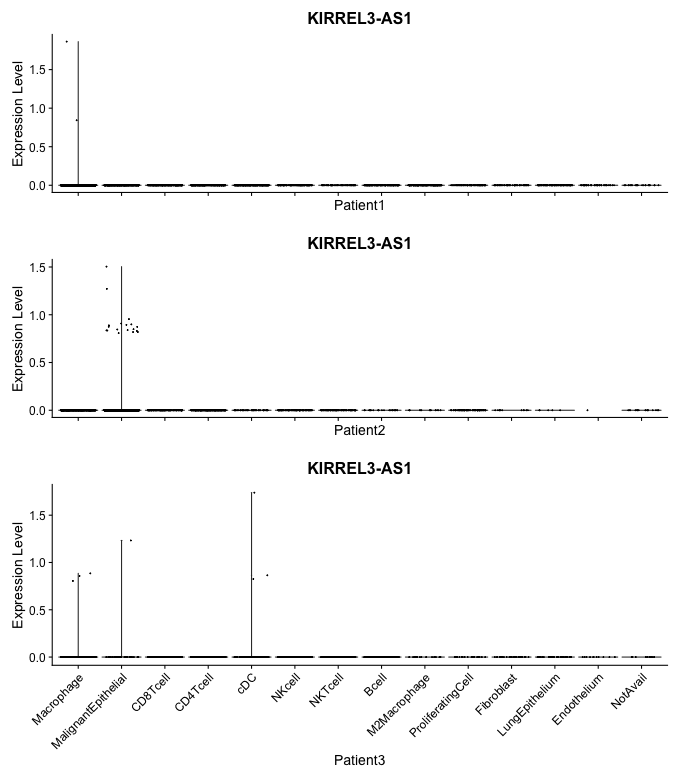 KIRREL3-AS1
Expression Level
1.5
1.0
0.5
0.0
Patient1
KIRREL3-AS1
Expression Level
1.5
1.0
0.5
0.0
Patient2
KIRREL3-AS1
Expression Level
1.5
1.0
0.5
0.0
Macrophage
MalignantEpithelial
CD8Tcell
CD4Tcell
cDC
NKcell
NKTcell
Bcell
M2Macrophage
ProliferatingCell
Fibroblast
LungEpithelium
Endothelium
NotAvail
Patient3